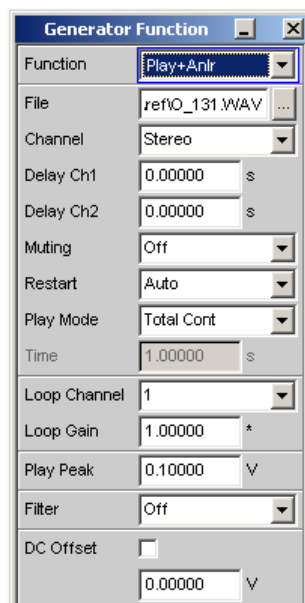 Generator Function
Function Play+Anlr
File ref\O_131.WAV ...
Channel Stereo
Delay Ch1 0.00000 s
Delay Ch2 0.00000 s
Muting Off
Restart Auto
Play Mode Total Cont
Time 1.00000 s
Loop Channel 1
Loop Gain 1.00000 *
Play Peak 0.10000 V
Filter Off
DC Offset
0.00000 V